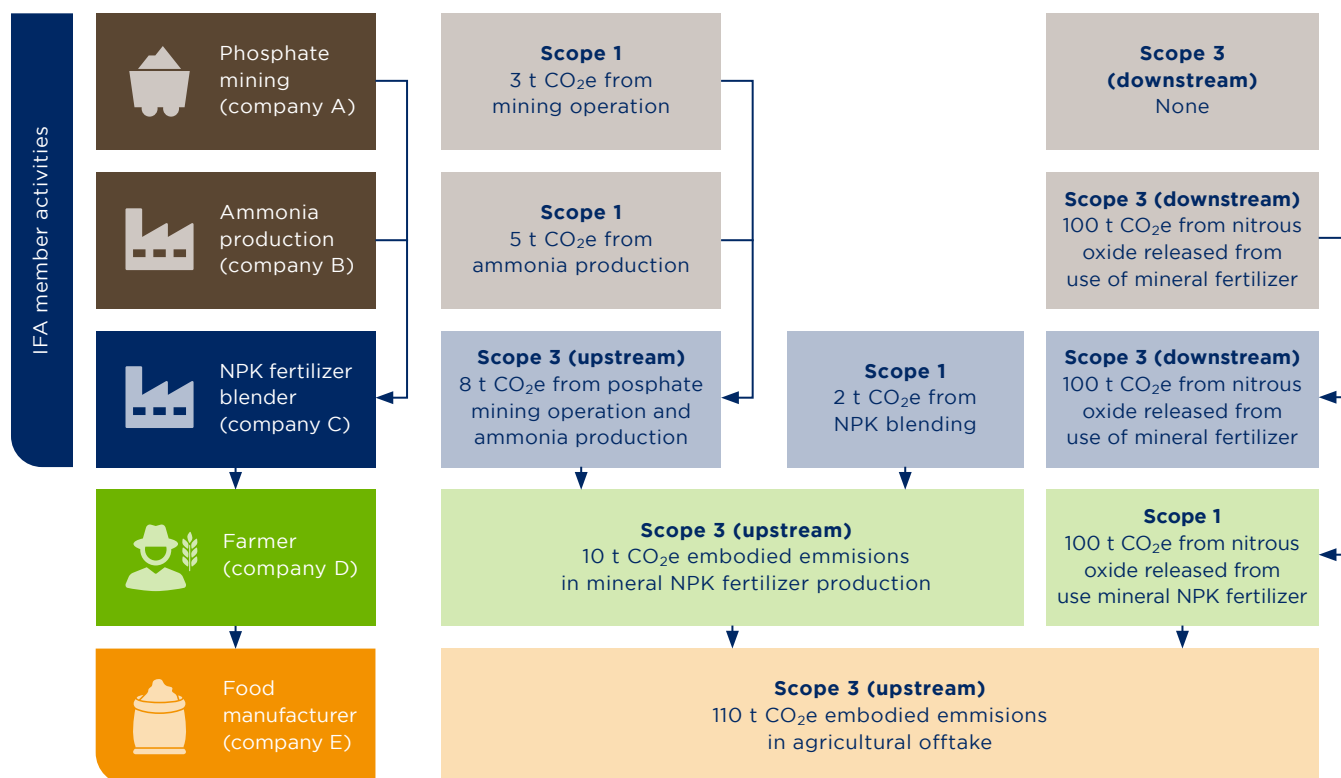 IFA member activities
Phosphate
mining
(company A)
Scope 1
3 t CO₂e from
mining operation
Scope 3
(downstream)
None
Ammonia
production
(company B)
Scope 1
5 t CO₂e from
ammonia production
Scope 3 (downstream)
100 t CO₂e from nitrous
oxide released from
use of mineral fertilizer
NPK fertilizer
blender
(company C)
Scope 3 (upstream)
8 t CO₂e from posphate
mining operation and
ammonia production
Scope 1
2 t CO₂e from
NPK blending
Scope 3 (downstream)
100 t CO₂e from nitrous
oxide released from
use of mineral fertilizer
Farmer
(company D)
Scope 3 (upstream)
10 t CO₂e embodied emmisions
in mineral NPK fertilizer production
Scope 1
100 t CO₂e from nitrous
oxide released from
use mineral NPK fertilizer
Food
manufacturer
(company E)
Scope 3 (upstream)
110 t CO₂e embodied emmisions
in agricultural offtake